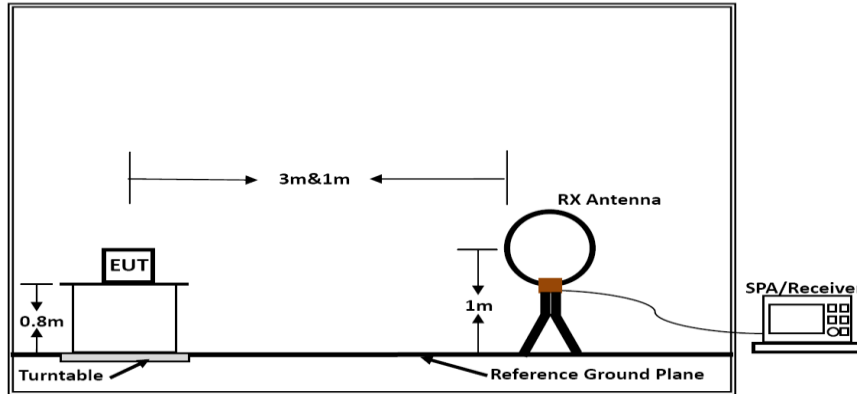 3m&1m
RX Antenna
EUT
SPA/Receiver
0.8m
1m
Turntable
Reference Ground Plane